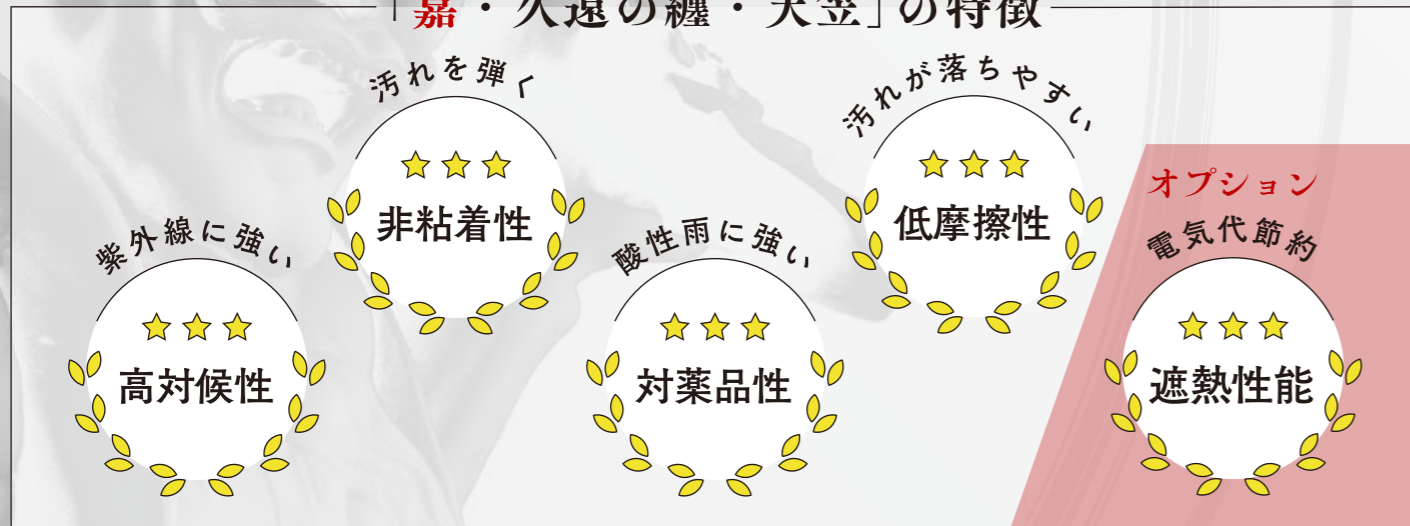 「嘉・久遠の纏・天笠」の特徴
紫外線に強い
高対候性
汚れを弾く
非粘着性
酸性雨に強い
対薬品性
汚れが落ちやすい
低摩擦性
オプション
電気代節約
遮熱性能